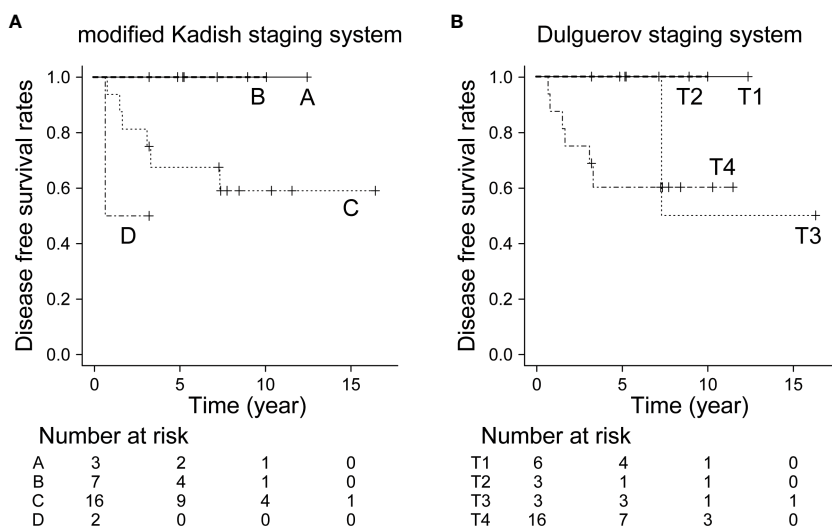 A
modified Kadish staging system
Disease free survival rates
1.0
0.8
0.6
0.4
0.2
0.0
B A
C
D
0 5 10 15
Time (year)
Number at risk
A 3 2 1 0
B 7 4 1 0
C 16 9 4 1
D 2 0 0 0
B
Dulguerov staging system
Disease free survival rates
1.0
0.8
0.6
0.4
0.2
0.0
T2 T1
T4
T3
0 5 10 15
Time (year)
Number at risk
T1 6 4 1 0
T2 3 1 1 0
T3 3 3 1 1
T4 16 7 3 0